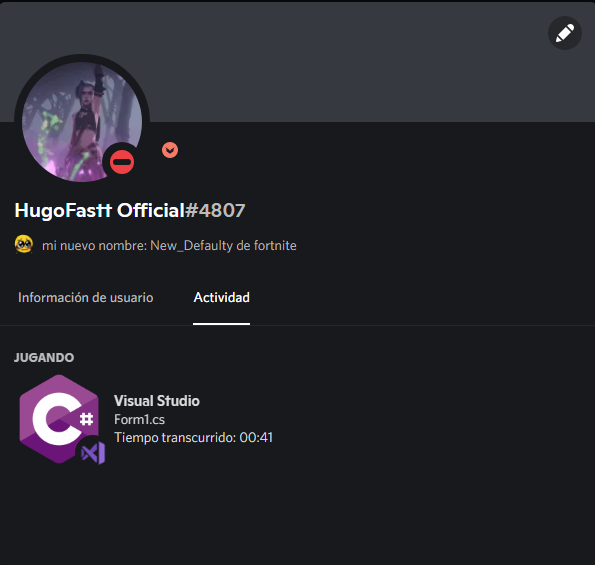 HugoFastt Official#4807
mi nuevo nombre: New_Defaulty de fortnite
Información de usuario
Actividad
JUGANDO
C#
Visual Studio
Form1.cs
Tiempo transcurrido: 00:41